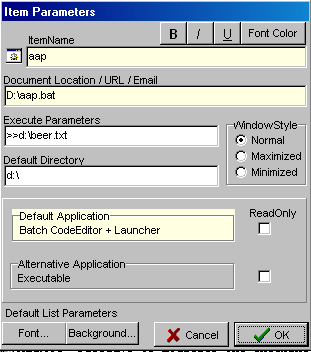 Item Parameters
B I U Font Color
ItemName
aap
Document Location / URL / Email
D:\aap.bat
Execute Parameters
>>d:\beer.txt
WindowStyle
Normal
Maximized
Minimized
Default Directory
d:\
Default Application
Batch CodeEditor + Launcher
ReadOnly
Alternative Application
Executable
Default List Parameters
Font... Background... Cancel OK